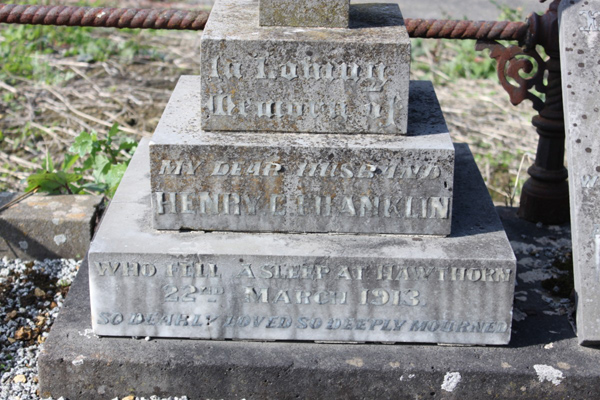 In Loving
Memory of
MY DEAR HUSBAND
HENRY C FRANKLIN
WHO FELL ASLEEP AT HAWTHORN
22ND MARCH 1913.
SO DEARLY LOVED SO DEEPLY MOURNED